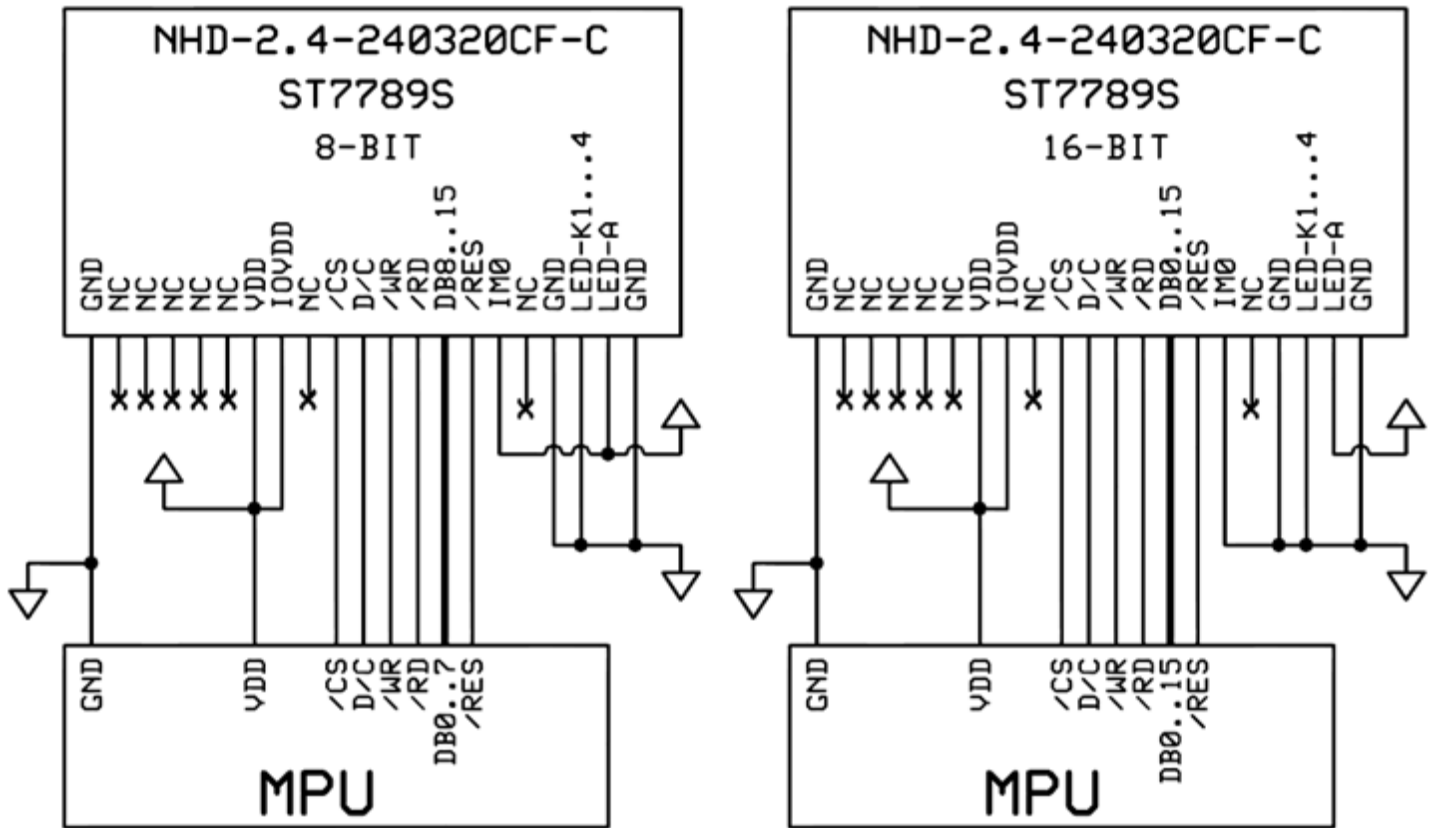 NHD-2.4-240320CF-C
ST7789S
8-BIT
GND
NC
NC
NC
NC
NC
VDD
IOVDD
NC
/CS
D/C
/WR
/RD
DB8..15
/RES
IM0
NC
GND
LED-K1...4
LED-A
GND
GND
VDD
/CS
D/C
/WR
/RD
DB0..7
/RES
MPU
NHD-2.4-240320CF-C
ST7789S
16-BIT
GND
NC
NC
NC
NC
NC
VDD
IOVDD
NC
/CS
D/C
/WR
/RD
DB0..15
/RES
IM0
NC
GND
LED-K1...4
LED-A
GND
GND
VDD
/CS
D/C
/WR
/RD
DB0..15
/RES
MPU